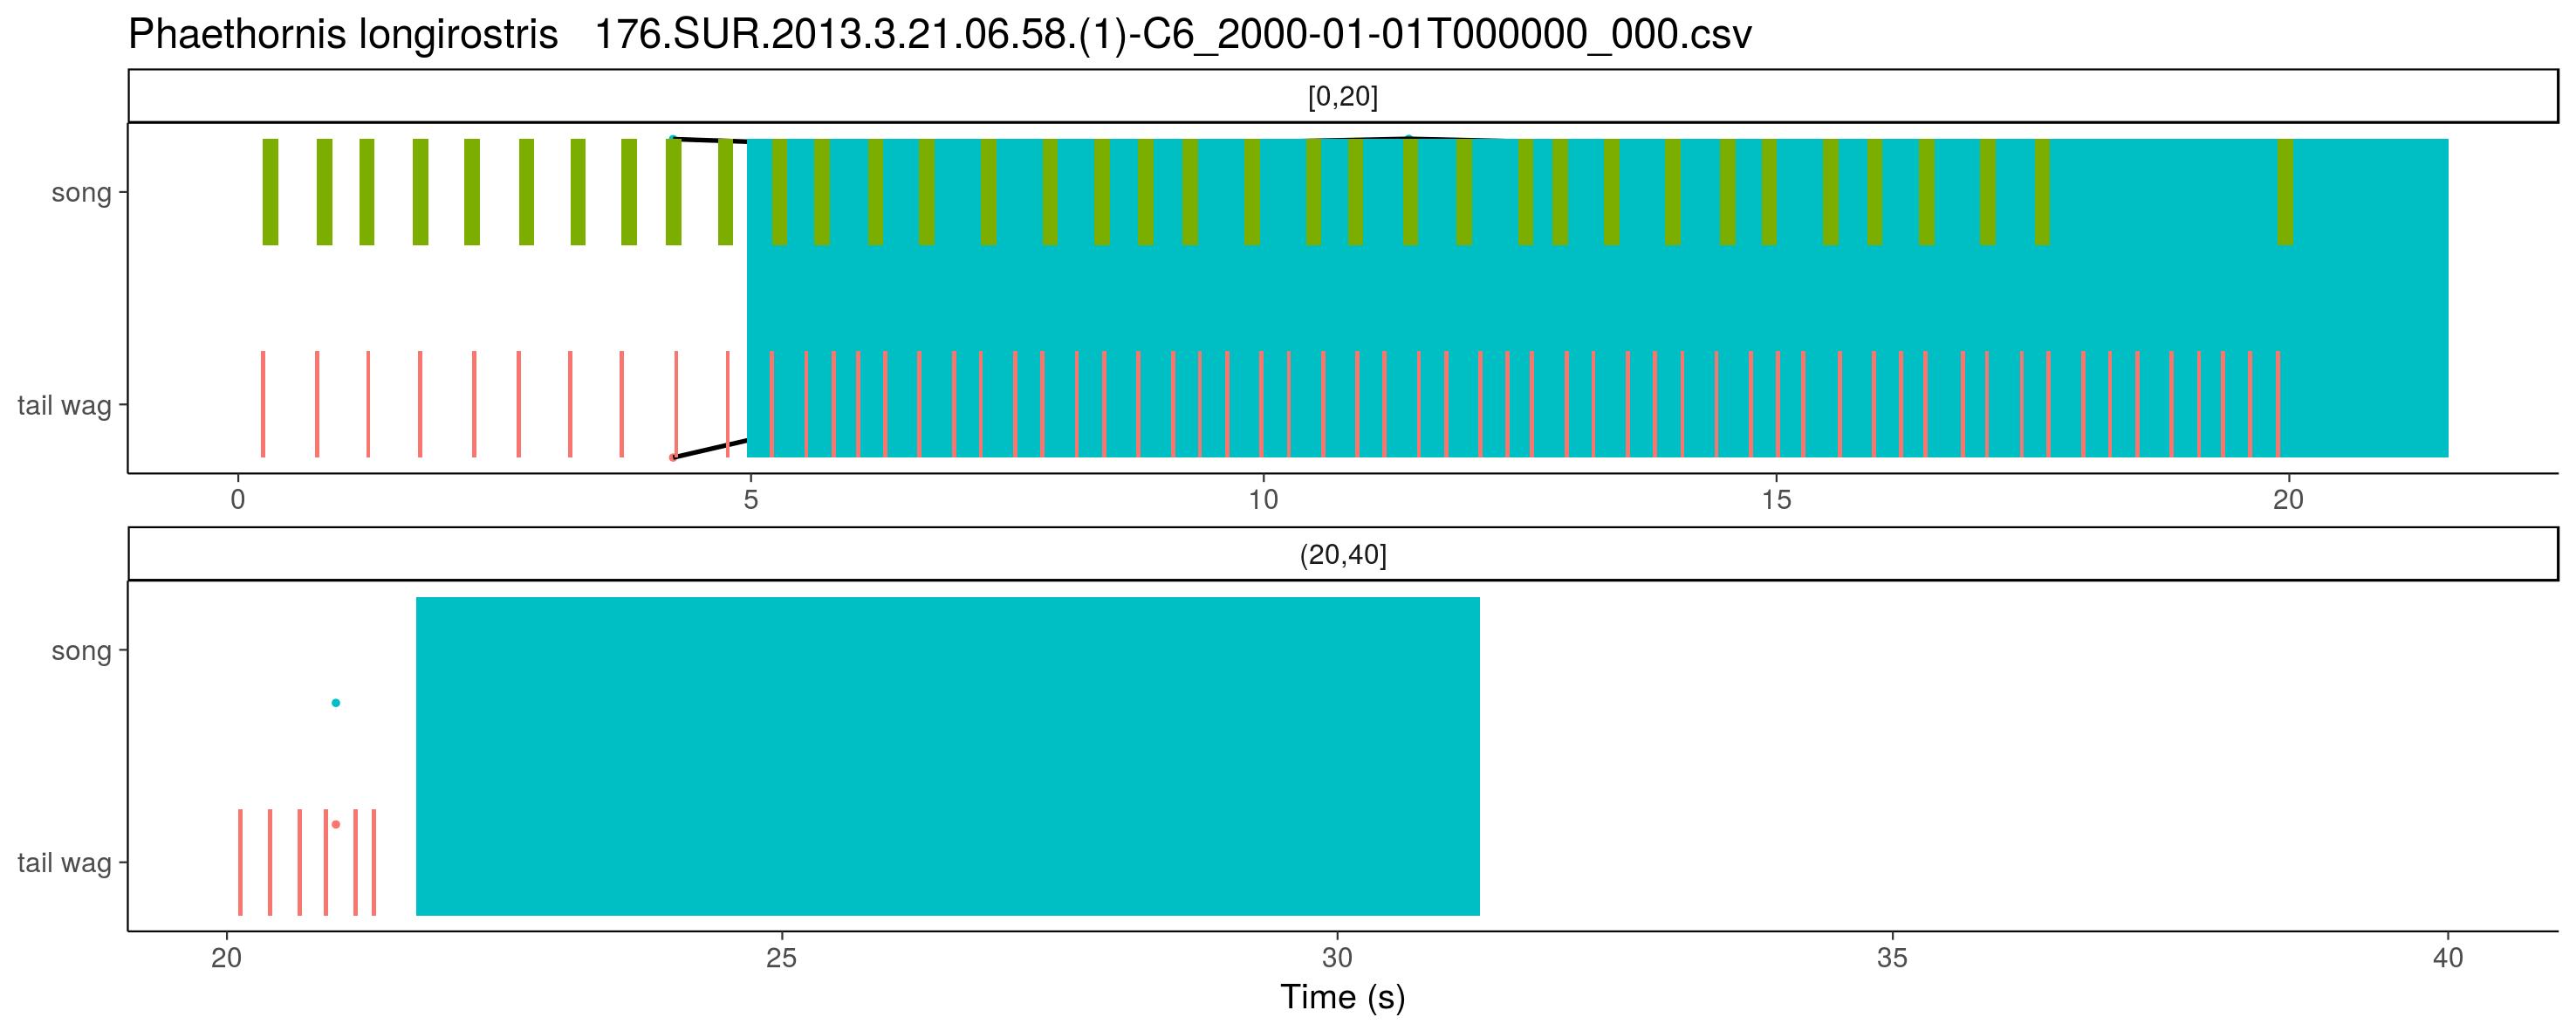 Phaethornis longirostris 176.SUR.2013.3.21.06.58.(1)-C6_2000-01-01T000000_000.csv
[0,20]
song
tail wag
0 5 10 15 20
(20,40]
song
tail wag
20 25 30 35 40
Time (s)